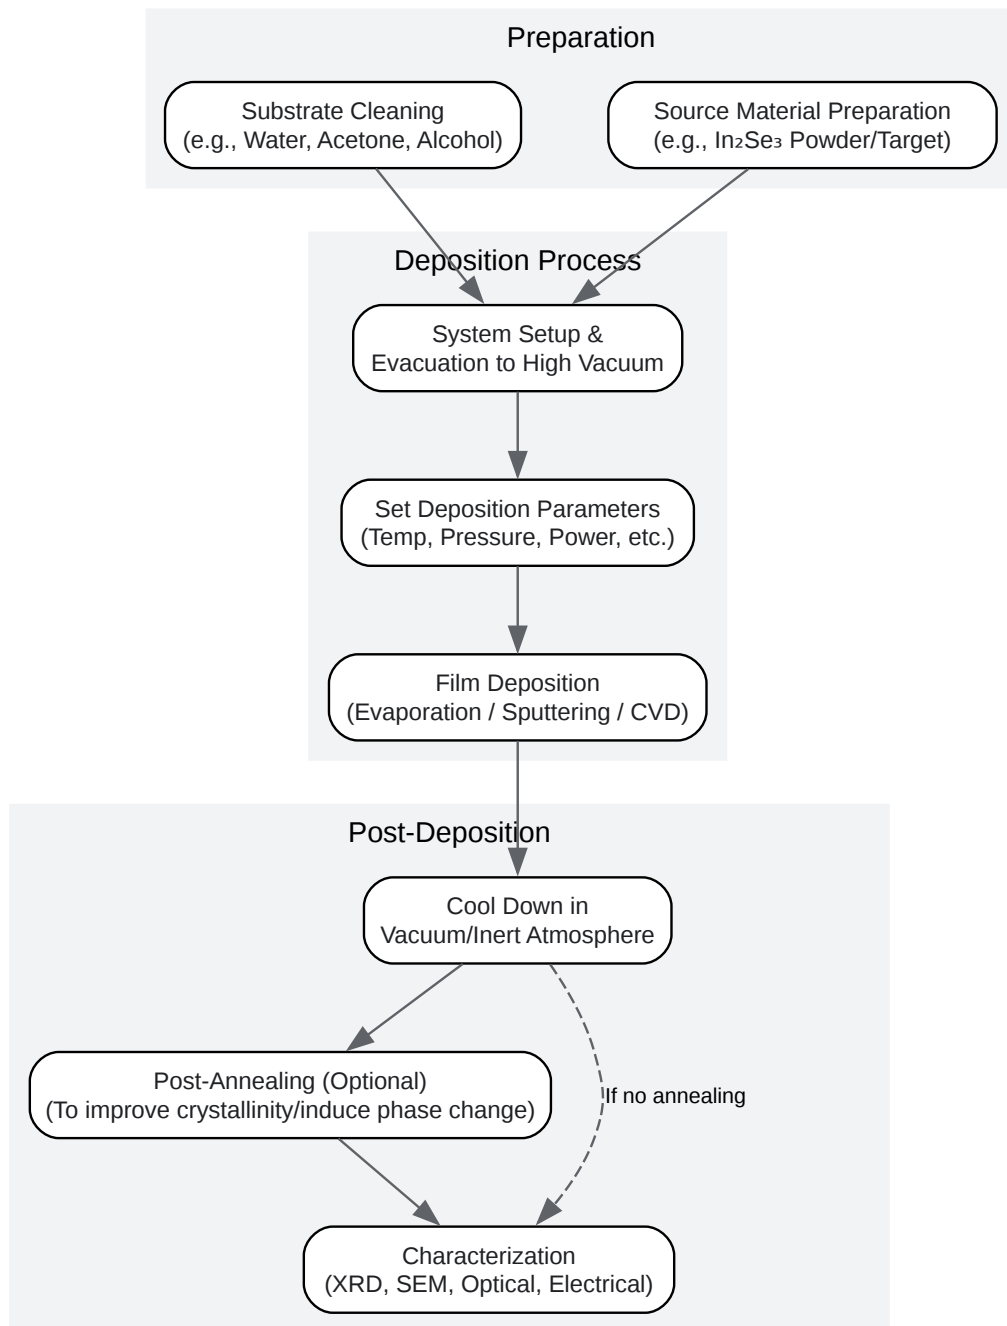 Preparation
Substrate Cleaning
(e.g., Water, Acetone, Alcohol)
Source Material Preparation
(e.g., In₂Se₃ Powder/Target)
Deposition Process
System Setup &
Evacuation to High Vacuum
Set Deposition Parameters
(Temp, Pressure, Power, etc.)
Film Deposition
(Evaporation / Sputtering / CVD)
Post-Deposition
Cool Down in
Vacuum/Inert Atmosphere
Post-Annealing (Optional)
(To improve crystallinity/induce phase change)
If no annealing
Characterization
(XRD, SEM, Optical, Electrical)